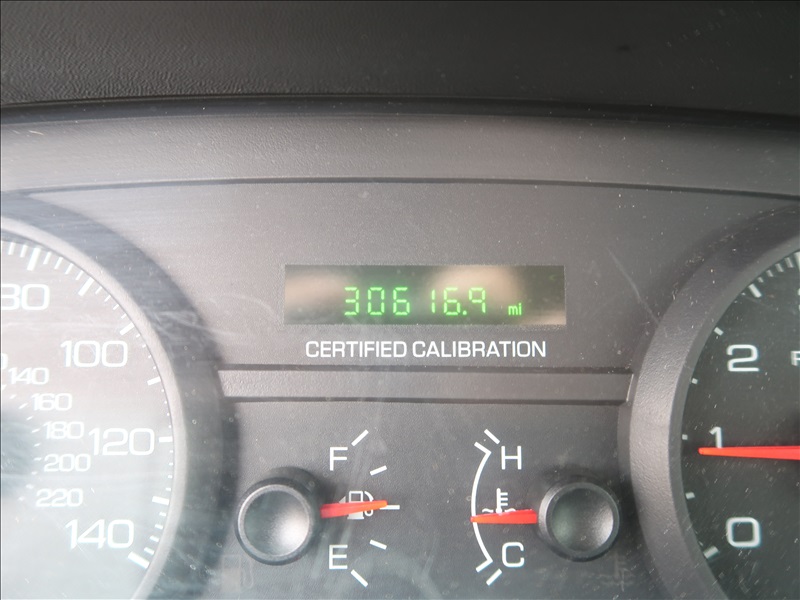 30616.9 mi
CERTIFIED CALIBRATION
80
100
120
140
140
160
180
200
220
F
E
H
C
2
1
0